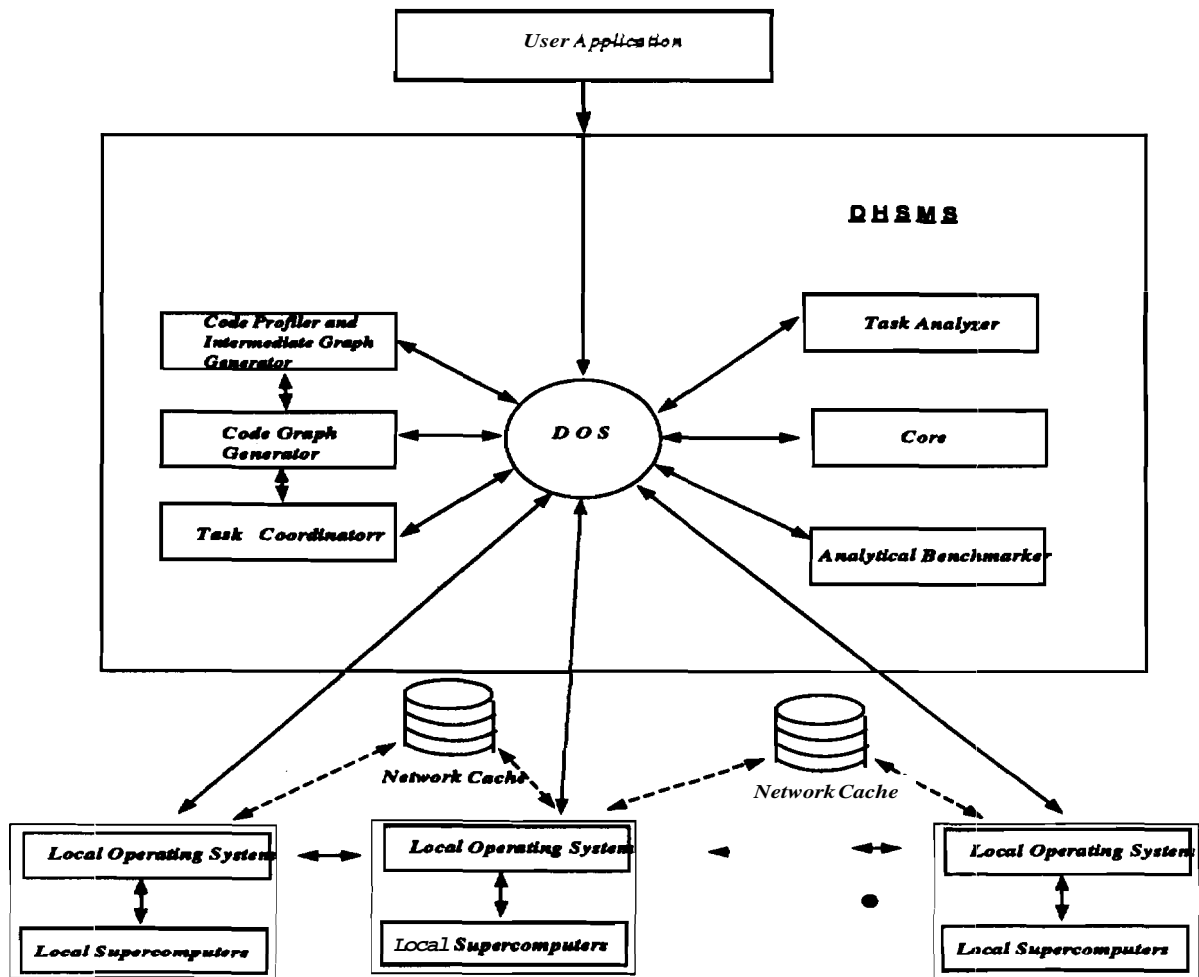 User Application
DHSMS
Code Profiler and
Intermediate Graph
Generator
Task Analyzer
Code Graph
Generator
DOS
Core
Task Coordinatorr
Analytical Benchmarker
Network Cache
Network Cache
Local Operating System
Local Operating System
Local Operating System
Local Supercomputers
Local Supercomputers
Local Supercomputers